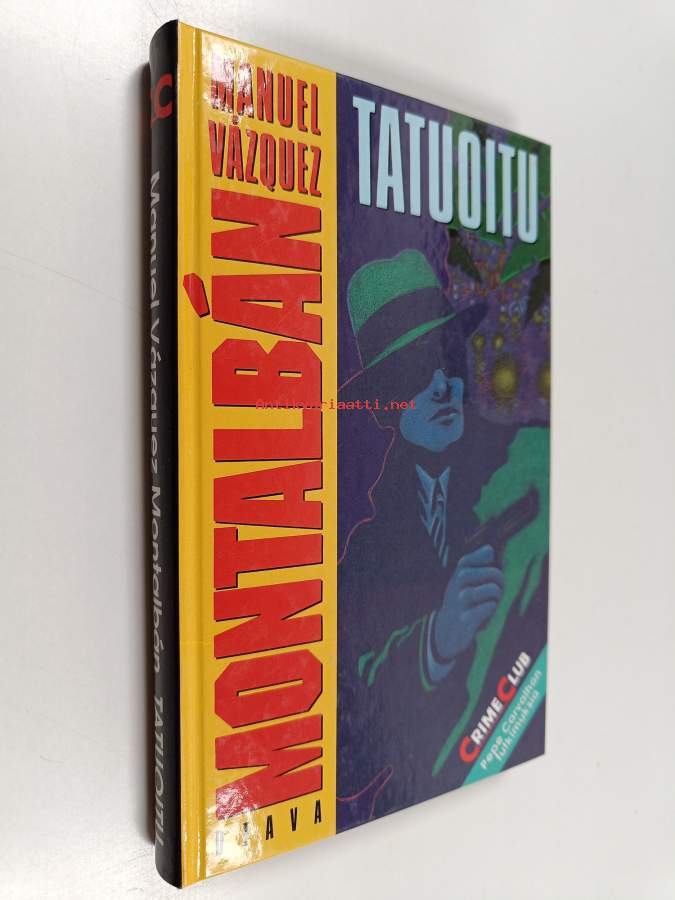 MANUEL
VÁZQUEZ
MONTALBÁN
TATUOITU
CRIME CLUB
Pepe Carvalhon
tutkimuksia
OTAVA
Manuel Vázquez Montalbán TATUOITU
C
Antikvariaatti.net